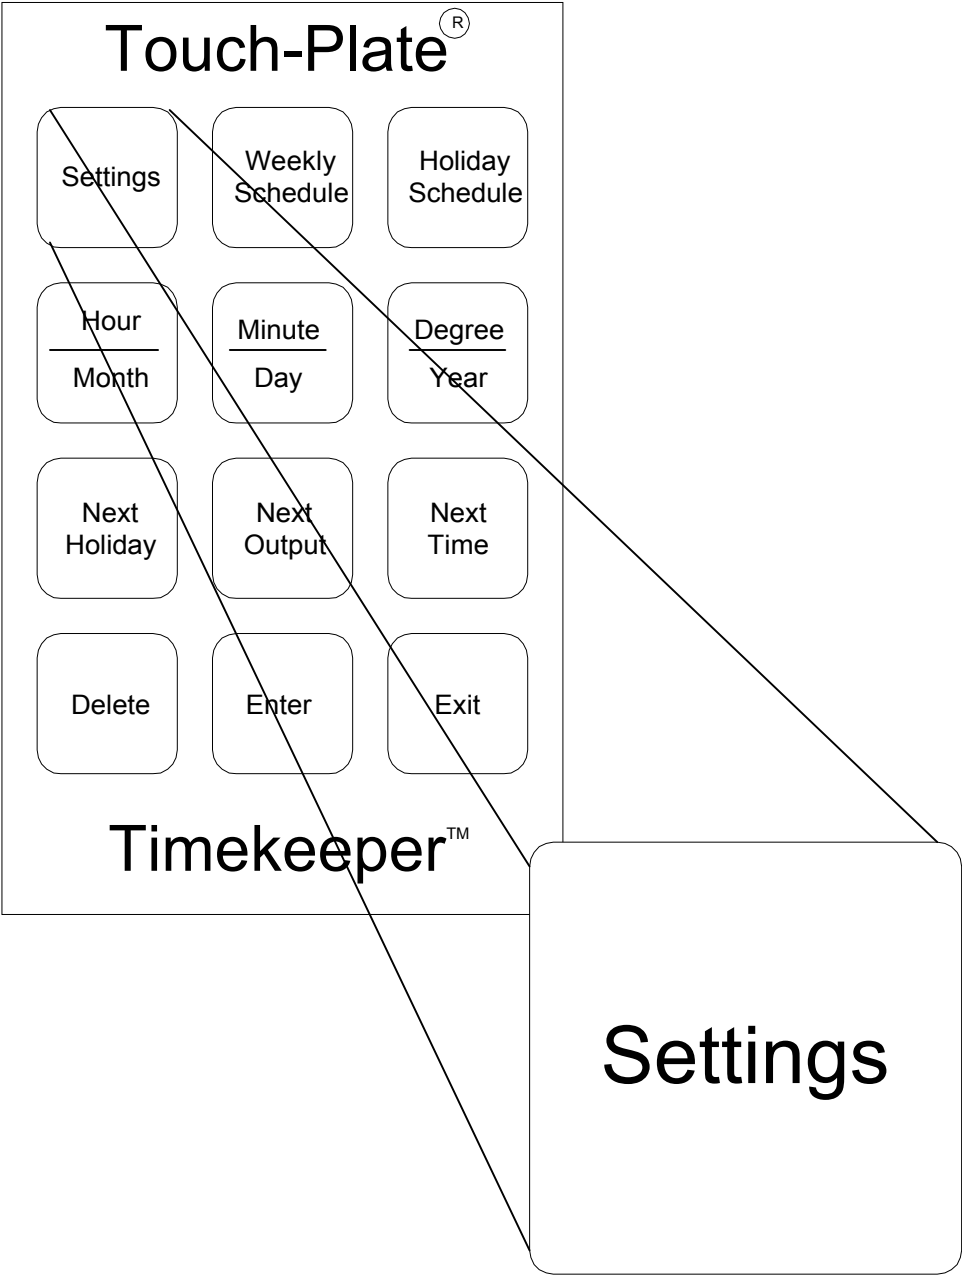 Touch-Plate®
Settings
Weekly
Schedule
Holiday
Schedule
Hour
Month
Minute
Day
Degree
Year
Next
Holiday
Next
Output
Next
Time
Delete
Enter
Exit
Timekeeper™
Settings